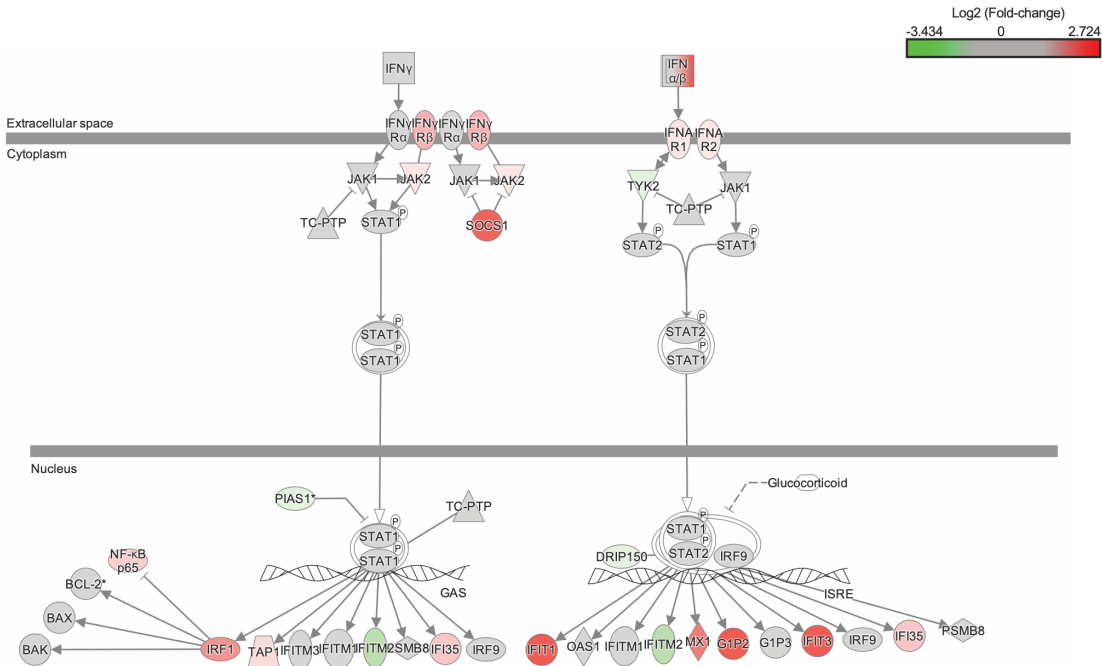 Log2 (Fold-change)
-3.434 0 2.724
IFNγ
IFN
α/β
Extracellular space
Cytoplasm
IFNγ
Rα
IFNγ
Rβ
IFNγ
Rα
IFNγ
Rβ
IFNA
R1
IFNA
R2
JAK1
JAK2
JAK1
JAK2
TYK2
JAK1
TC-PTP
STAT1
P
SOCS1
TC-PTP
STAT2
P
STAT1
P
STAT1
P
STAT1
P
STAT2
P
STAT1
P
Nucleus
PIAS1*
TC-PTP
Glucocorticoid
STAT1
P
STAT1
P
STAT1
P
STAT2
P
IRF9
DRIP150
NF-κB
p65
BCL-2*
BAX
BAK
GAS
ISRE
IRF1
TAP1
IFITM3
IFITM1
IFITM2
SMB8
IFI35
IRF9
IFIT1
OAS1
IFITM1
IFITM2
MX1
G1P2
G1P3
IFIT3
IRF9
IFI35
PSMB8